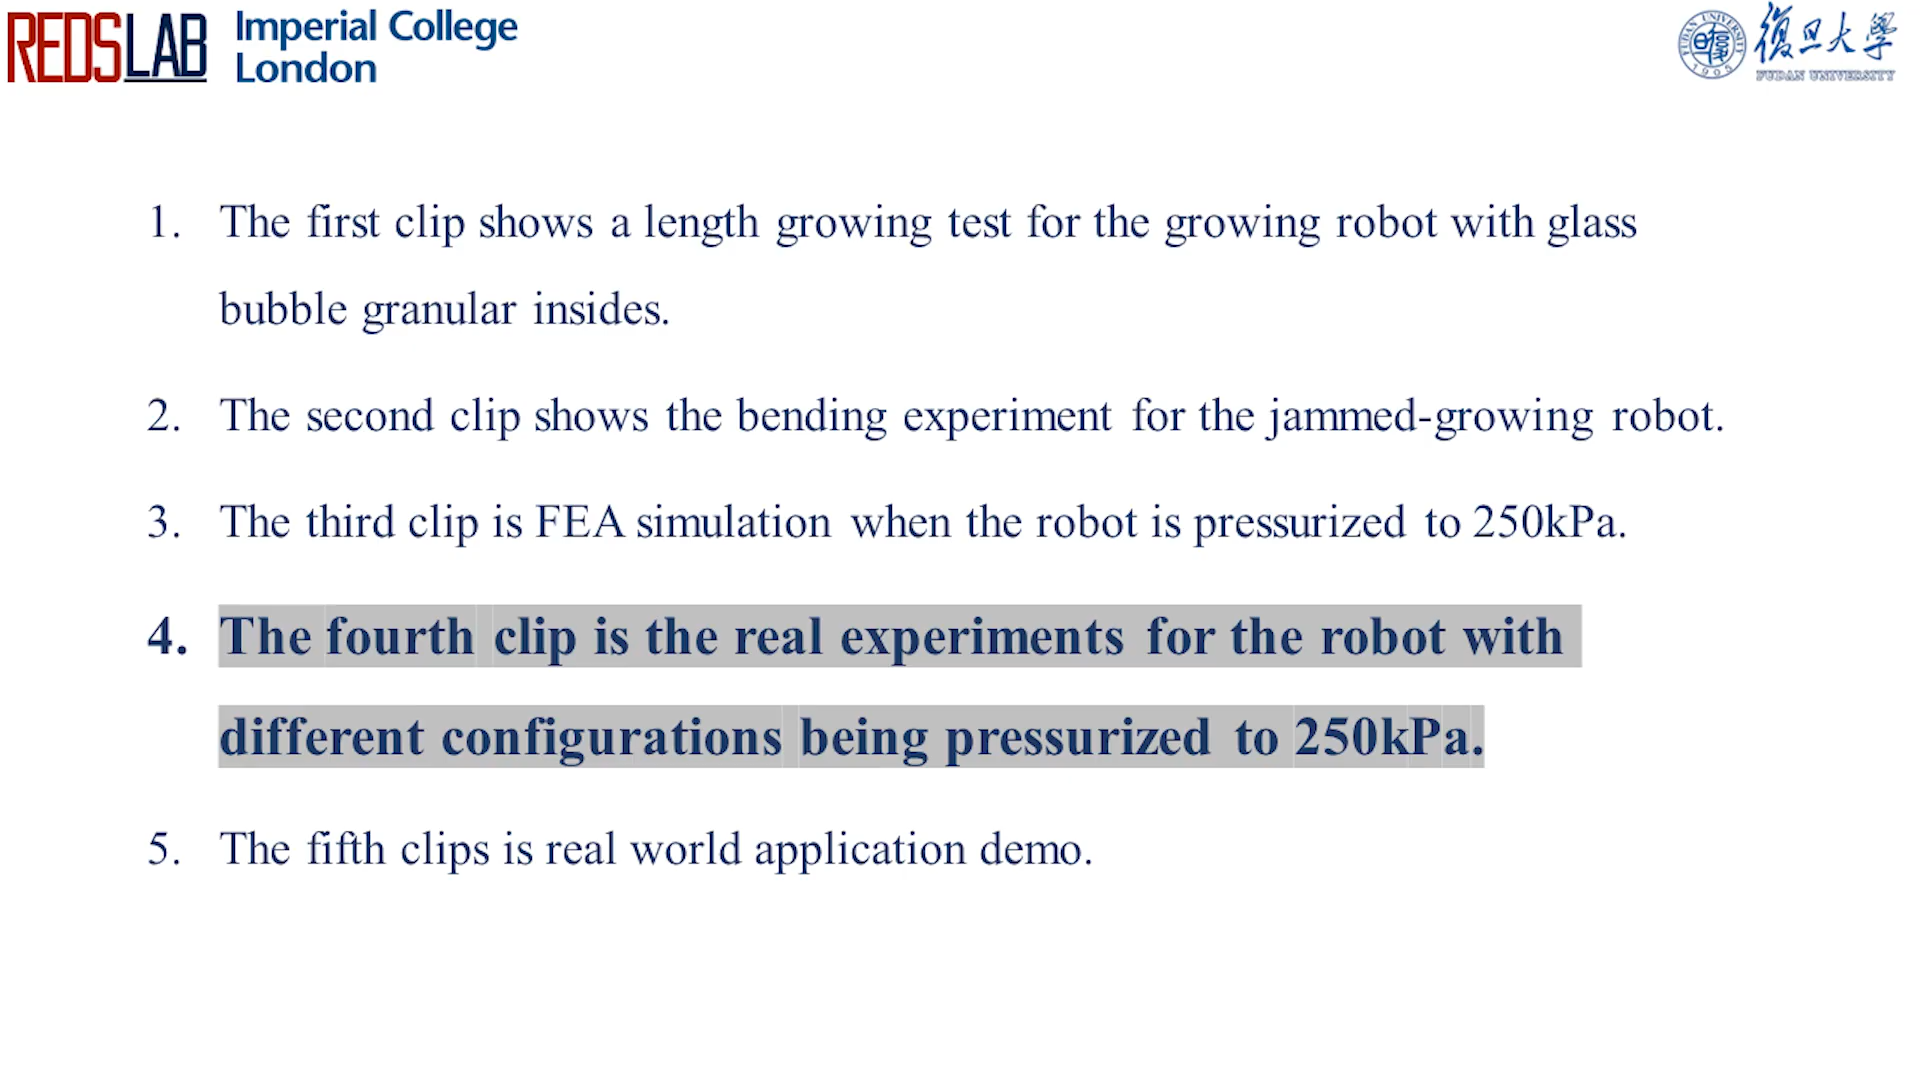 REDSLAB
Imperial College
London
FUDAN UNIVERSITY
1905
復旦大學
FUDAN UNIVERSITY
1. The first clip shows a length growing test for the growing robot with glass
bubble granular insides.
2. The second clip shows the bending experiment for the jammed-growing robot.
3. The third clip is FEA simulation when the robot is pressurized to 250kPa.
4. The fourth clip is the real experiments for the robot with
different configurations being pressurized to 250kPa.
5. The fifth clips is real world application demo.